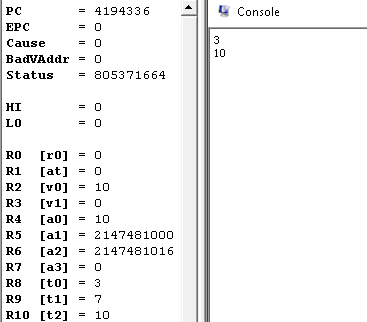 PC = 4194336
EPC = 0
Cause = 0
BadVAddr = 0
Status = 805371664
HI = 0
LO = 0
R0 [r0] = 0
R1 [at] = 0
R2 [v0] = 10
R3 [v1] = 0
R4 [a0] = 10
R5 [a1] = 2147481000
R6 [a2] = 2147481016
R7 [a3] = 0
R8 [t0] = 3
R9 [t1] = 7
R10 [t2] = 10
Console
3
10